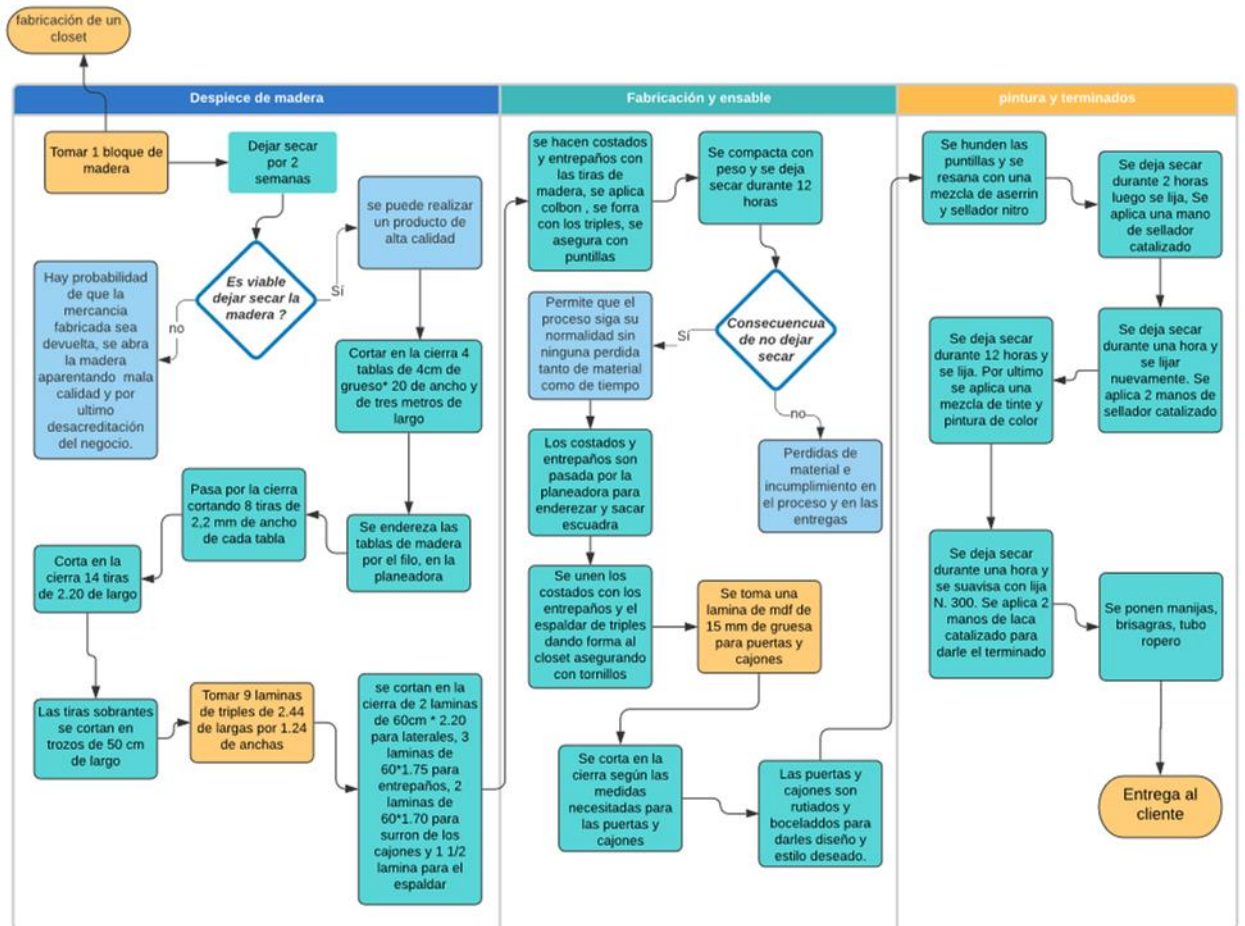 fabricación de un
closet
Despiece de madera
Tomar 1 bloque de
madera
Dejar secar
por 2
semanas
se puede realizar
un producto de
alta calidad
Es viable
dejar secar la
madera ?
Sí
no
Hay probabilidad
de que la
mercancia
fabricada sea
devuelta, se abra
la madera
aparentando mala
calidad y por
ultimo
desacreditación
del negocio.
Cortar en la cierra 4
tablas de 4cm de
grueso* 20 de ancho y
de tres metros de
largo
Se endereza las
tablas de madera
por el filo, en la
planeadora
Pasa por la cierra
cortando 8 tiras de
2,2 mm de ancho
de cada tabla
Corta en la
cierra 14 tiras
de 2.20 de largo
Las tiras sobrantes
se cortan en
trozos de 50 cm
de largo
Tomar 9 laminas
de triples de 2.44
de largas por 1.24
de anchas
se cortan en la
cierra de 2 laminas
de 60cm * 2.20
para laterales, 3
laminas de
60*1.75 para
entrepaños, 2
laminas de
60*1.70 para
surron de los
cajones y 1 1/2
lamina para el
espaldar
Fabricación y ensable
se hacen costados
y entrepaños con
las tiras de
madera, se aplica
colbon , se forra
con los triples, se
asegura con
puntillas
Se compacta con
peso y se deja
secar durante 12
horas
Consecuencua
de no dejar
secar
Sí
no
Permite que el
proceso siga su
normalidad sin
ninguna perdida
tanto de material
como de tiempo
Perdidas de
material e
incumplimiento en
el proceso y en las
entregas
Los costados y
entrepaños son
pasada por la
planeadora para
enderezar y sacar
escuadra
Se unen los
costados con los
entrepaños y el
espaldar de triples
dando forma al
closet asegurando
con tornillos
Se toma una
lamina de mdf de
15 mm de gruesa
para puertas y
cajones
Se corta en la
cierra según las
medidas
necesitadas para
las puertas y
cajones
Las puertas y
cajones son
rutiados y
boceladdos para
darles diseño y
estilo deseado.
pintura y terminados
Se hunden las
puntillas y se
resana con una
mezcla de aserrin
y sellador nitro
Se deja secar
durante 2 horas
luego se lija, Se
aplica una mano
de sellador
catalizado
Se deja secar
durante una hora y
se lijar
nuevamente. Se
aplica 2 manos de
sellador catalizado
Se deja secar
durante 12 horas y
se lija. Por ultimo
se aplica una
mezcla de tinte y
pintura de color
Se deja secar
durante una hora y
se suavisa con lija
N. 300. Se aplica 2
manos de laca
catalizado para
darle el terminado
Se ponen manijas,
brisagras, tubo
ropero
Entrega al
cliente